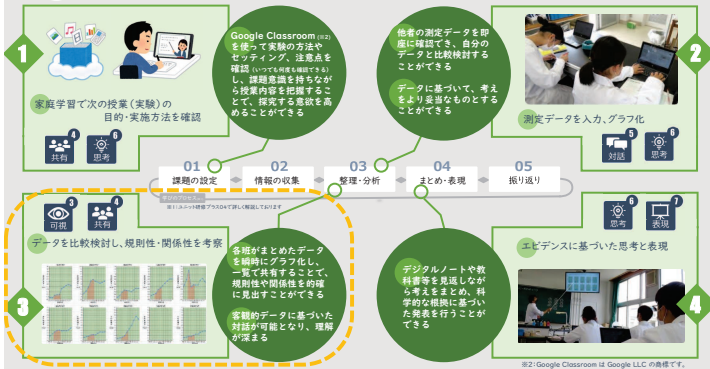 1
家庭学習で次の授業(実験)の
目的・実施方法を確認
4
共有
6
思考
Google Classroom (※2)
を使って実験の方法や
セッティング、注意点を
確認(いつでも何度も確認できる)
し、課題意識を持ちなが
ら授業内容を把握するこ
とで、探究する意欲を高
めることができる
他者の測定データを即
座に確認でき、自分の
データと比較検討する
ことができる
データに基づいて、考え
をより妥当なものとする
ことができる
2
測定データを入力、グラフ化
5
対話
6
思考
01
課題の設定
02
情報の収集
03
整理・分析
04
まとめ・表現
05
振り返り
3
可視
4
共有
データを比較検討し、規則性・関係性を考察
3
各班がまとめたデータ
を瞬時にグラフ化し、
一覧で共有することで、
規則性や関係性を的確
に見出すことができる
客観的データに基づいた
対話が可能となり、理解
が深まる
デジタルノートや教
科書等を見返しなが
ら考えをまとめ、科
学的な根拠に基づい
た発表を行うことが
できる
6
思考
7
表現
エビデンスに基づいた思考と表現
4
※2:Google Classroom は Google LLC の商標です。